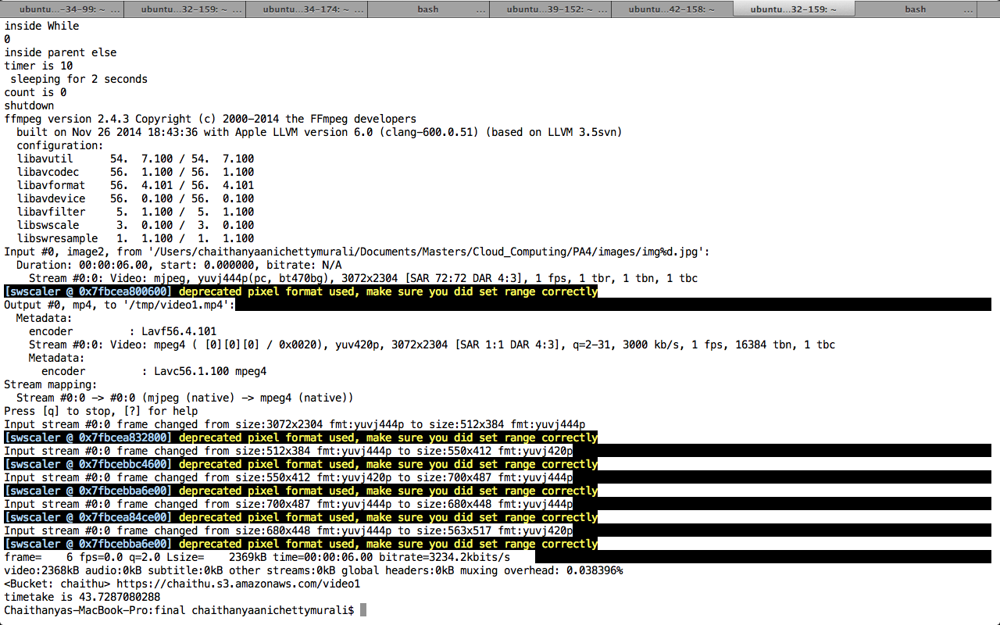 ubuntu...-34-99: ~ ... ubuntu...32-159: ~ ... ubuntu...34-174: ~ ... bash ... ubuntu...39-152: ~ ... ubuntu...42-158: ~ ... ubuntu...32-159: ~ bash ...
inside While
0
inside parent else
timer is 10
 sleeping for 2 seconds
count is 0
shutdown
ffmpeg version 2.4.3 Copyright (c) 2000-2014 the FFmpeg developers
  built on Nov 26 2014 18:43:36 with Apple LLVM version 6.0 (clang-600.0.51) (based on LLVM 3.5svn)
  configuration:
  libavutil      54.  7.100 / 54.  7.100
  libavcodec     56.  1.100 / 56.  1.100
  libavformat    56.  4.101 / 56.  4.101
  libavdevice    56.  0.100 / 56.  0.100
  libavfilter     5.  1.100 /  5.  1.100
  libswscale      3.  0.100 /  3.  0.100
  libswresample   1.  1.100 /  1.  1.100
Input #0, image2, from '/Users/chaithanyaanichettymurali/Documents/Masters/Cloud_Computing/PA4/images/img%d.jpg':
  Duration: 00:00:06.00, start: 0.000000, bitrate: N/A
    Stream #0:0: Video: mjpeg, yuvj444p(pc, bt470bg), 3072x2304 [SAR 72:72 DAR 4:3], 1 fps, 1 tbr, 1 tbn, 1 tbc
[swscaler @ 0x7fbcea800600] deprecated pixel format used, make sure you did set range correctly
Output #0, mp4, to '/tmp/video1.mp4':
  Metadata:
    encoder         : Lavf56.4.101
    Stream #0:0: Video: mpeg4 ( [0][0][0] / 0x0020), yuv420p, 3072x2304 [SAR 1:1 DAR 4:3], q=2-31, 3000 kb/s, 1 fps, 16384 tbn, 1 tbc
    Metadata:
      encoder         : Lavc56.1.100 mpeg4
Stream mapping:
  Stream #0:0 -> #0:0 (mjpeg (native) -> mpeg4 (native))
Press [q] to stop, [?] for help
Input stream #0:0 frame changed from size:3072x2304 fmt:yuvj444p to size:512x384 fmt:yuvj444p
[swscaler @ 0x7fbcea832800] deprecated pixel format used, make sure you did set range correctly
Input stream #0:0 frame changed from size:512x384 fmt:yuvj444p to size:550x412 fmt:yuvj420p
[swscaler @ 0x7fbcebbc4600] deprecated pixel format used, make sure you did set range correctly
Input stream #0:0 frame changed from size:550x412 fmt:yuvj420p to size:700x487 fmt:yuvj444p
[swscaler @ 0x7fbcebba6e00] deprecated pixel format used, make sure you did set range correctly
Input stream #0:0 frame changed from size:700x487 fmt:yuvj444p to size:680x448 fmt:yuvj444p
[swscaler @ 0x7fbcea84ce00] deprecated pixel format used, make sure you did set range correctly
Input stream #0:0 frame changed from size:680x448 fmt:yuvj444p to size:563x517 fmt:yuvj420p
[swscaler @ 0x7fbcebba6e00] deprecated pixel format used, make sure you did set range correctly
frame=    6 fps=0.0 q=2.0 Lsize=    2369kB time=00:00:06.00 bitrate=3234.2kbits/s
video:2368kB audio:0kB subtitle:0kB other streams:0kB global headers:0kB muxing overhead: 0.038396%
<Bucket: chaithu> https://chaithu.s3.amazonaws.com/video1
timetake is 43.7287080288
Chaithanyas-MacBook-Pro:final chaithanyaanichettymurali$